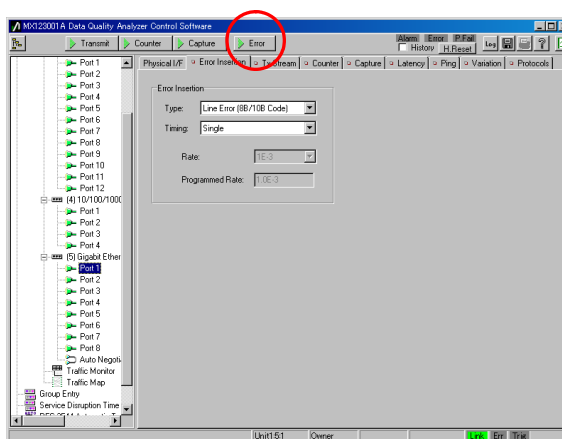 MX123001A Data Quality Analyzer Control Software
Transmit Counter Capture Error
Alarm Error P.Fail
History H.Reset Log
Physical I/F Error Insertion Tx Stream Counter Capture Latency Ping Variation Protocols
Port 1
Port 2
Port 3
Port 4
Port 5
Port 6
Port 7
Port 8
Port 9
Port 10
Port 11
Port 12
(4) 10/100/1000
Port 1
Port 2
Port 3
Port 4
(5) Gigabit Ether
Port 1
Port 2
Port 3
Port 4
Port 5
Port 6
Port 7
Port 8
Auto Negoti
Traffic Monitor
Traffic Map
Group Entry
Service Disruption Time
Error Insertion
Type: Line Error (8B/10B Code)
Timing: Single
Rate: 1E-3
Programmed Rate: 1.0E-3
Unit1:5:1 Owner Link Err Trfc